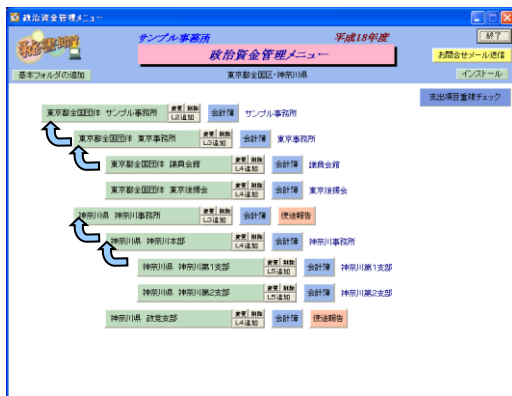 政治資金管理メニュー
サンプル事務所 平成18年度 終了
政治資金管理メニュー お問合せメール送信
基本フォルダの追加 東京都全国区・神奈川県 インストール
支出項目重複チェック
東京都全国団体 サンプル事務所 変更 削除 L2追加 会計簿 サンプル事務所
東京都全国団体 東京事務所 変更 削除 L3追加 会計簿 東京事務所
東京都全国団体 議員会館 変更 削除 L4追加 会計簿 議員会館
東京都全国団体 東京後援会 変更 削除 L4追加 会計簿 東京後援会
神奈川県 神奈川事務所 変更 削除 L3追加 会計簿 使途報告
神奈川県 神奈川本部 変更 削除 L4追加 会計簿 神奈川事務所
神奈川県 神奈川第1支部 変更 削除 L5追加 会計簿 神奈川第1支部
神奈川県 神奈川第2支部 変更 削除 L5追加 会計簿 神奈川第2支部
神奈川県 政党支部 変更 削除 L4追加 会計簿 使途報告